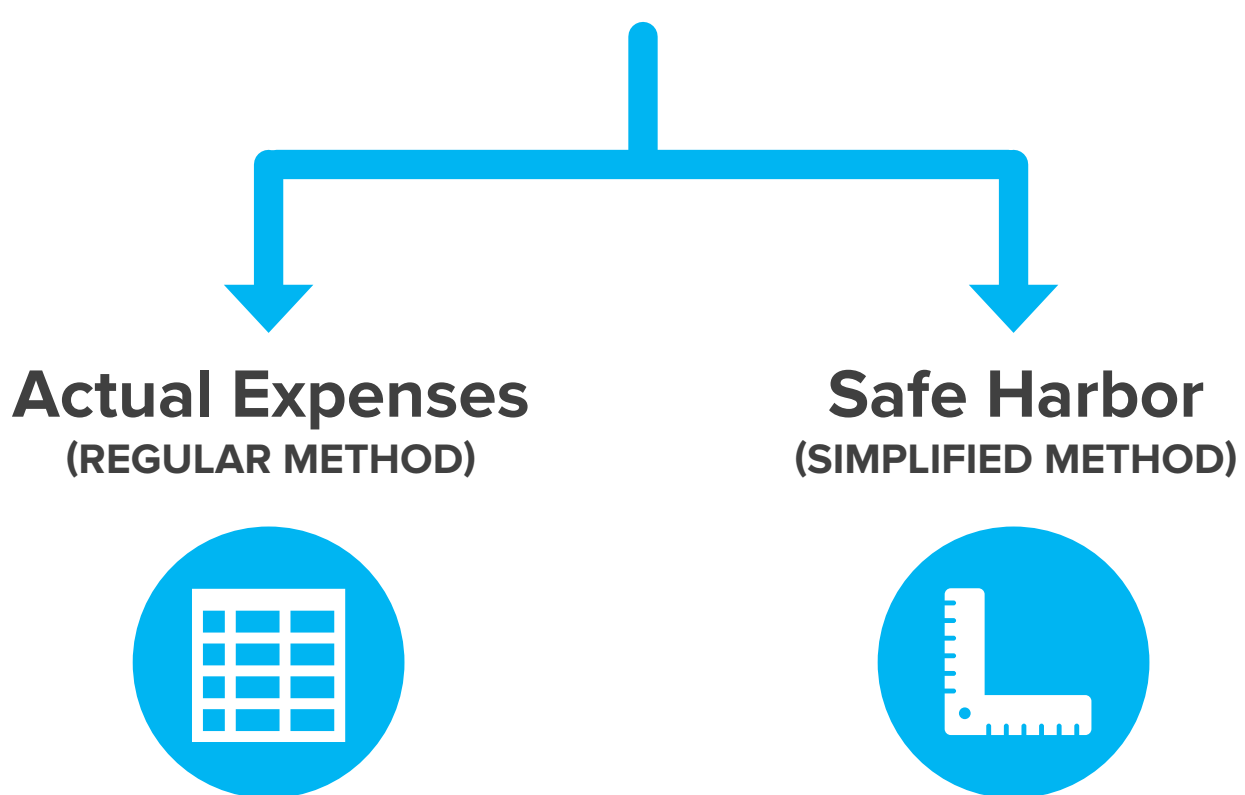 Actual Expenses
(REGULAR METHOD)
Safe Harbor
(SIMPLIFIED METHOD)